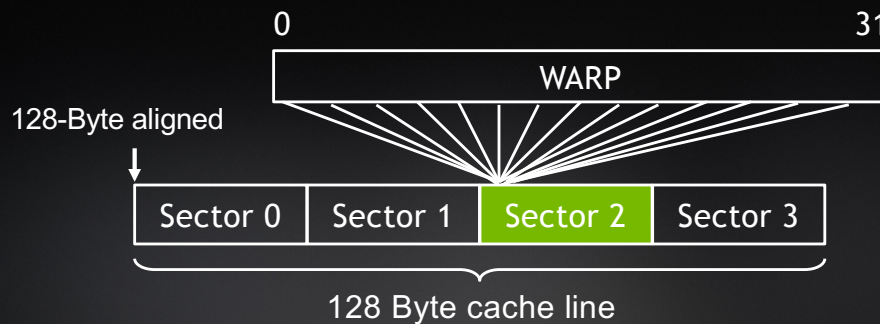 0 31
WARP
128-Byte aligned
Sector 0 Sector 1 Sector 2 Sector 3
128 Byte cache line